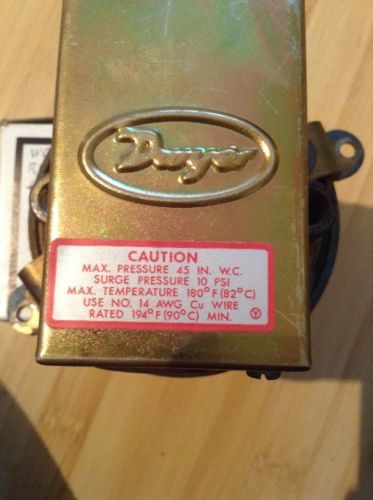 Dwyer
CAUTION
MAX. PRESSURE 45 IN. W.C.
SURGE PRESSURE 10 PSI
MAX. TEMPERATURE 180°F (82°C)
USE NO. 14 AWG Cu WIRE
RATED 194°F (90°C) MIN.
Y